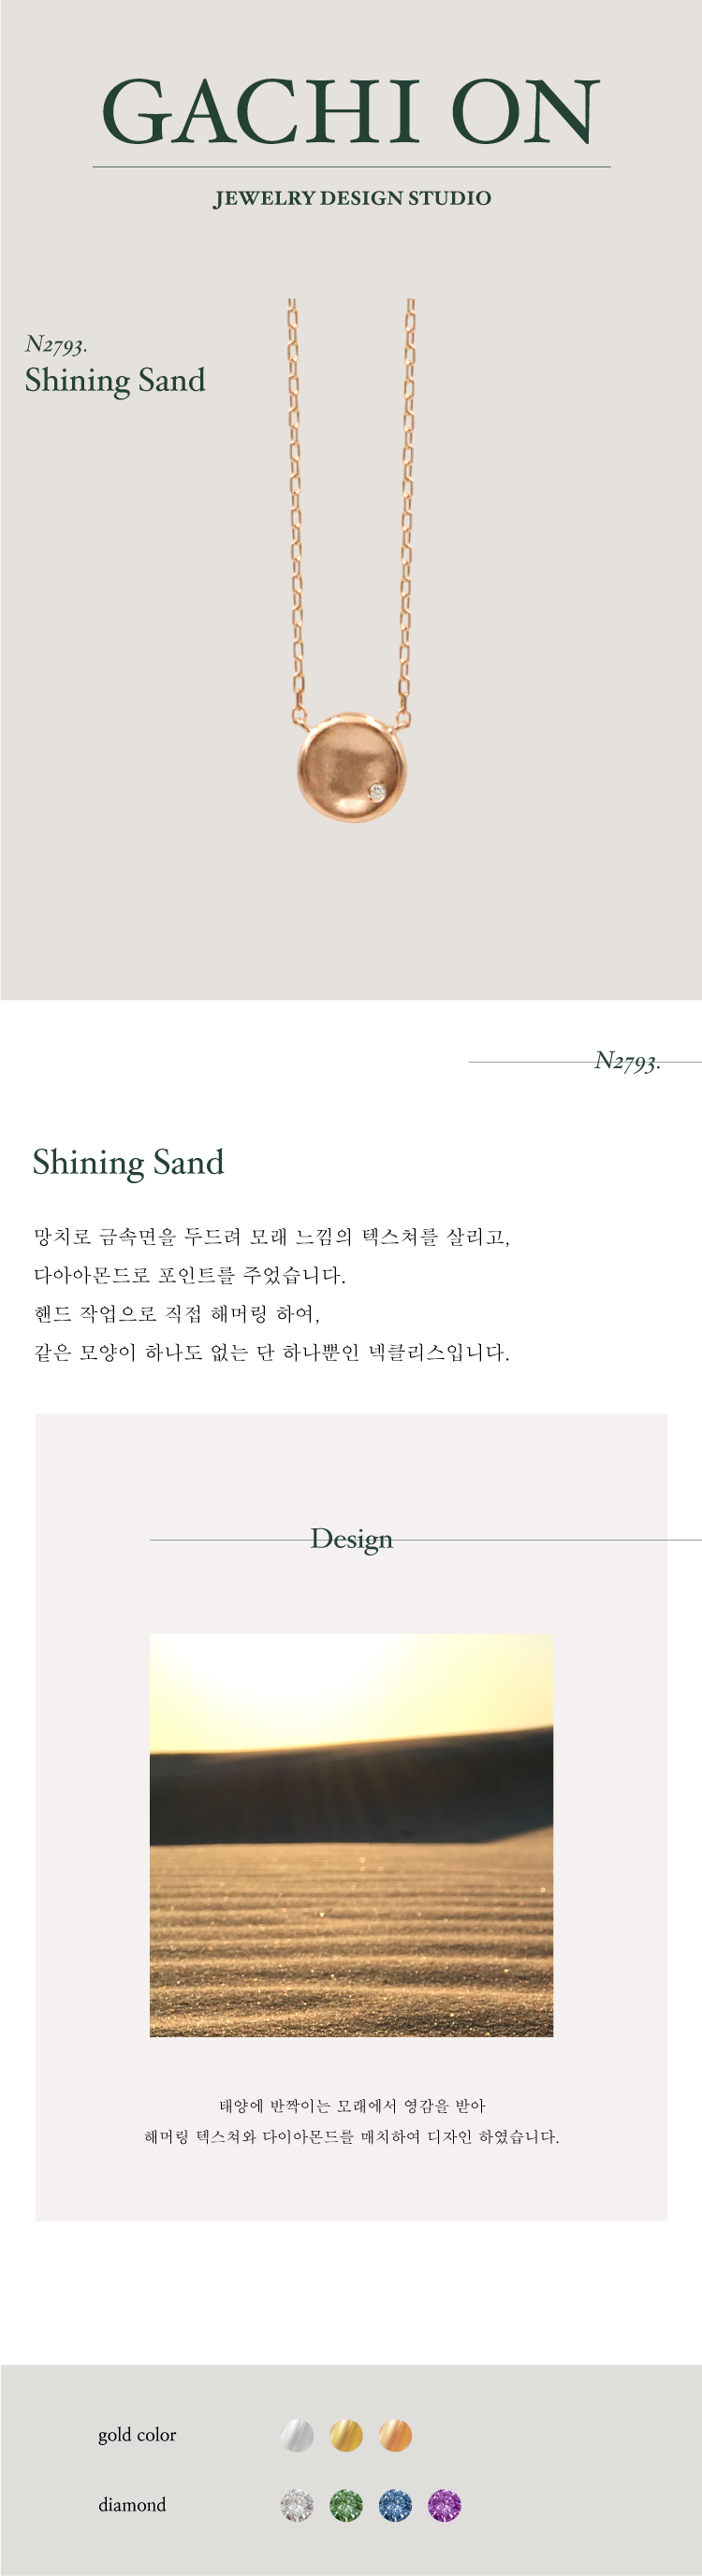 GACHI ON
JEWELRY DESIGN STUDIO
N2793.
Shining Sand
N2793.
Shining Sand
망치로 금속면을 두드려 모래 느낌의 텍스쳐를 살리고,
다아아몬드로 포인트를 주었습니다.
핸드 작업으로 직접 해머링 하여,
같은 모양이 하나도 없는 단 하나뿐인 넥클리스입니다.
Design
태양에 반짝이는 모래에서 영감을 받아
해머링 텍스쳐와 다이아몬드를 매치하여 디자인 하였습니다.
gold color
diamond